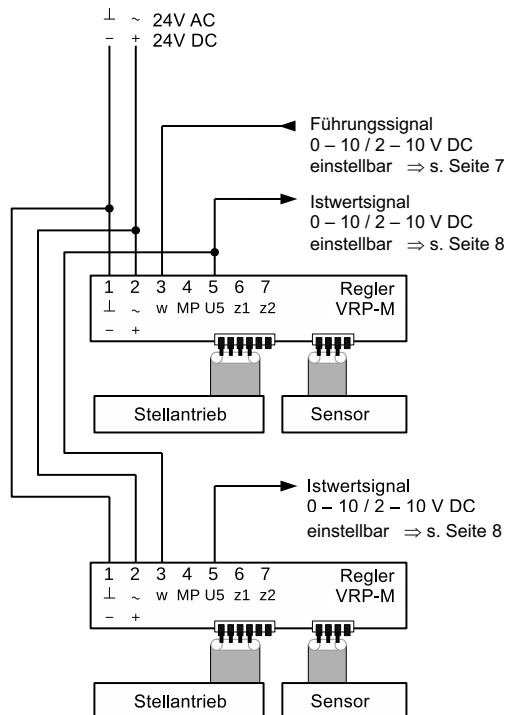 ⊥ ~ 24V AC
– + 24V DC
Führungssignal
0 – 10 / 2 – 10 V DC
einstellbar ⇒ s. Seite 7
Istwertsignal
0 – 10 / 2 – 10 V DC
einstellbar ⇒ s. Seite 8
1 2 3 4 5 6 7 Regler
⊥ ~ w MP U5 z1 z2 VRP-M
– +
Stellantrieb Sensor
Istwertsignal
0 – 10 / 2 – 10 V DC
einstellbar ⇒ s. Seite 8
1 2 3 4 5 6 7 Regler
⊥ ~ w MP U5 z1 z2 VRP-M
– +
Stellantrieb Sensor